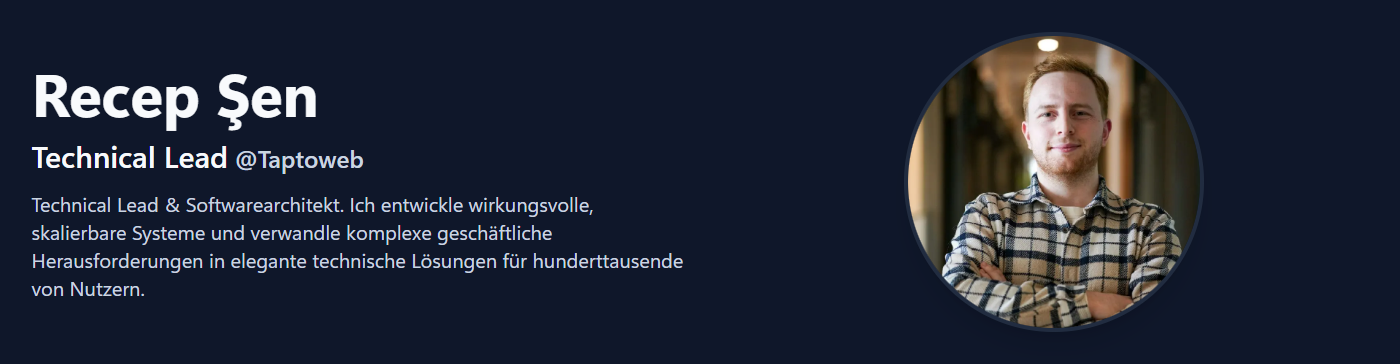 Recep Şen
Technical Lead @Taptoweb
Technical Lead & Softwarearchitekt. Ich entwickle wirkungsvolle,
skalierbare Systeme und verwandle komplexe geschäftliche
Herausforderungen in elegante technische Lösungen für hunderttausende
von Nutzern.